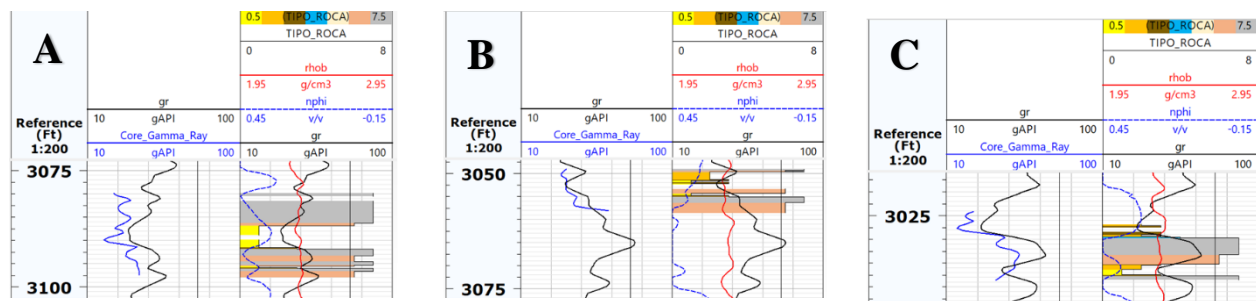 A
0.5 (TIPO_ROCA) 7.5
TIPO_ROCA
0 8
rhob
1.95 g/cm3 2.95
gr nphi
10 gAPI 100 0.45 v/v -0.15
Reference
(Ft)
1:200
Core_Gamma_Ray gr
10 gAPI 100 10 gAPI 100
3075
3100
B
0.5 (TIPO_ROCA) 7.5
TIPO_ROCA
0 8
rhob
1.95 g/cm3 2.95
gr nphi
10 gAPI 100 0.45 v/v -0.15
Reference
(Ft)
1:200
Core_Gamma_Ray gr
10 gAPI 100 10 gAPI 100
3050
3075
C
0.5 (TIPO_ROCA) 7.5
TIPO_ROCA
0 8
rhob
1.95 g/cm3 2.95
gr nphi
10 gAPI 100 0.45 v/v -0.15
Reference
(Ft)
1:200
Core_Gamma_Ray gr
10 gAPI 100 10 gAPI 100
3025